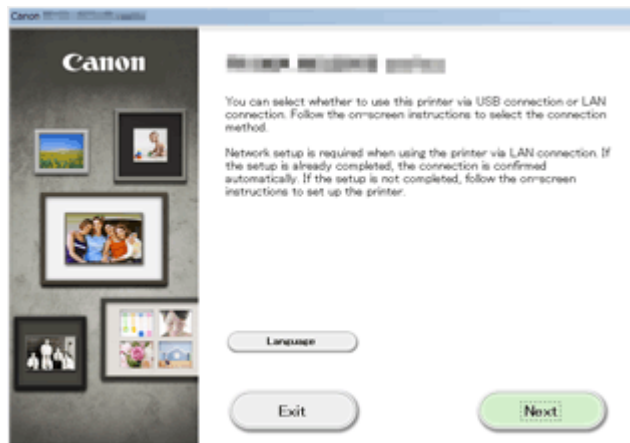 Canon
Canon
You can select whether to use this printer via USB connection or LAN
connection. Follow the on-screen instructions to select the connection
method.
Network setup is required when using the printer via LAN connection. If
the setup is already completed, the connection is confirmed
automatically. If the setup is not completed, follow the on-screen
instructions to set up the printer.
Language
Exit
Next